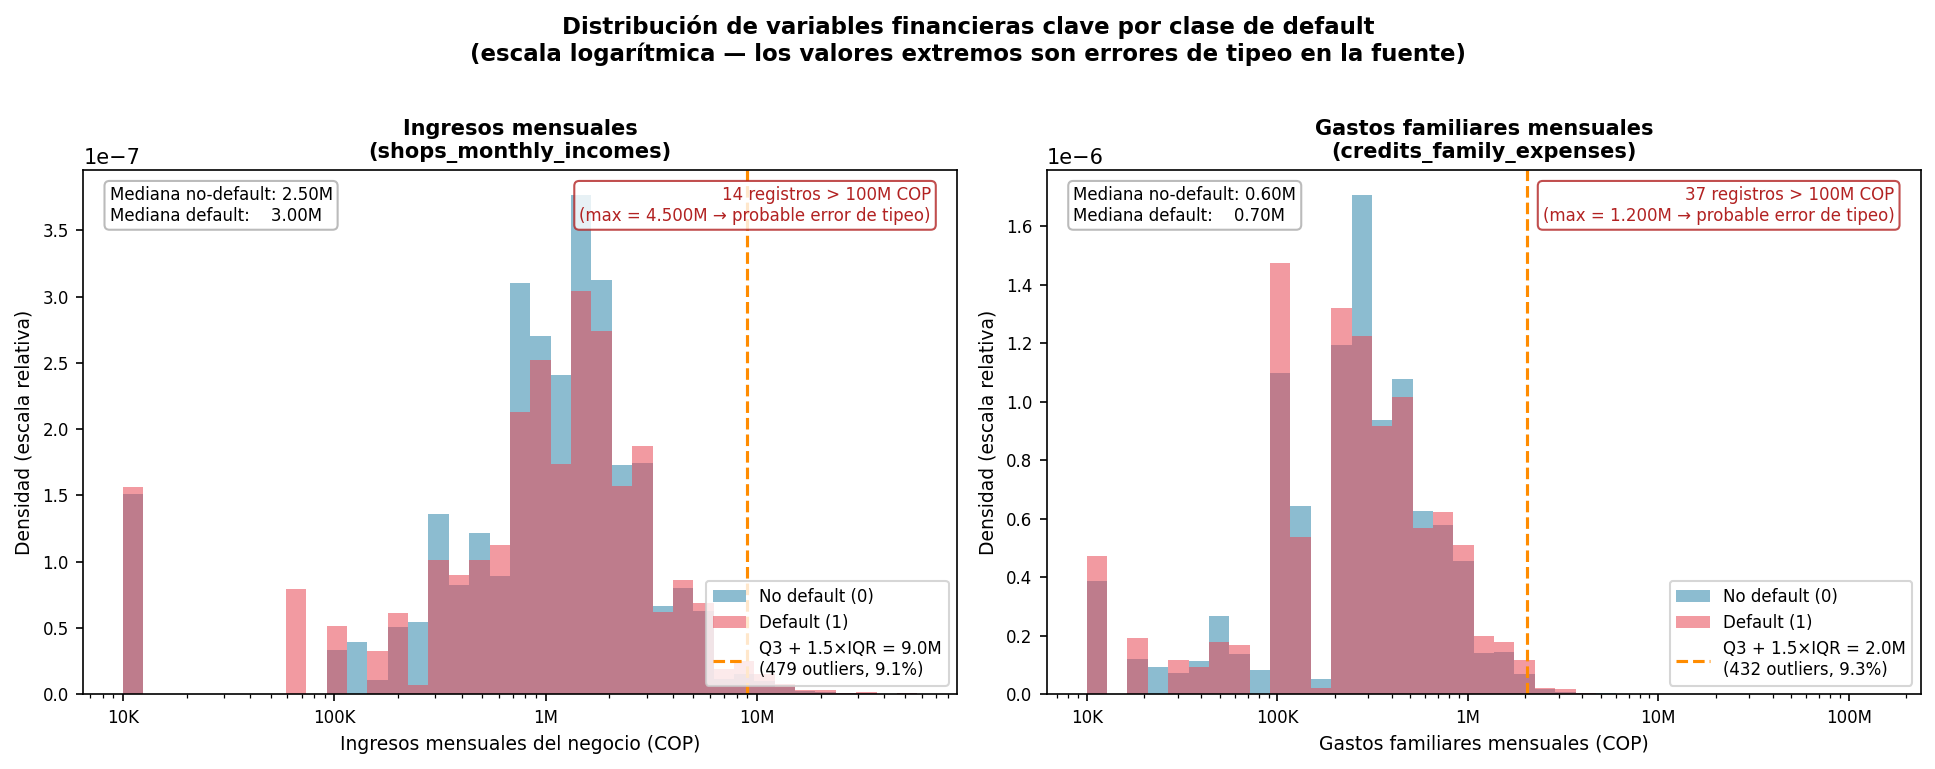 Distribución de variables financieras clave por clase de default
(escala logarítmica — los valores extremos son errores de tipeo en la fuente)
Ingresos mensuales
(shops_monthly_incomes)
1e−7
Mediana no-default: 2.50M
Mediana default:    3.00M
14 registros > 100M COP
(max = 4.500M → probable error de tipeo)
3.5
3.0
2.5
2.0
1.5
1.0
0.5
0.0
Densidad (escala relativa)
No default (0)
Default (1)
Q3 + 1.5×IQR = 9.0M
(479 outliers, 9.1%)
10K
100K
1M
10M
Ingresos mensuales del negocio (COP)
Gastos familiares mensuales
(credits_family_expenses)
1e−6
Mediana no-default: 0.60M
Mediana default:    0.70M
37 registros > 100M COP
(max = 1.200M → probable error de tipeo)
1.6
1.4
1.2
1.0
0.8
0.6
0.4
0.2
0.0
Densidad (escala relativa)
No default (0)
Default (1)
Q3 + 1.5×IQR = 2.0M
(432 outliers, 9.3%)
10K
100K
1M
10M
100M
Gastos familiares mensuales (COP)